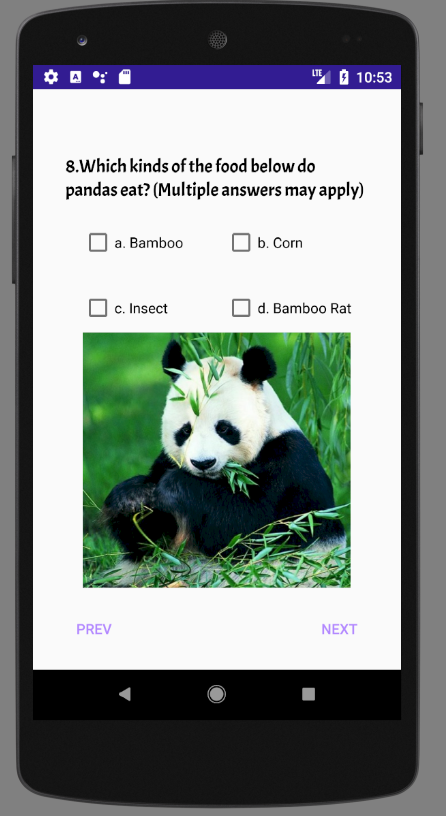 LTE 10:53
8.Which kinds of the food below do
pandas eat? (Multiple answers may apply)
a. Bamboo b. Corn
c. Insect d. Bamboo Rat
PREV NEXT